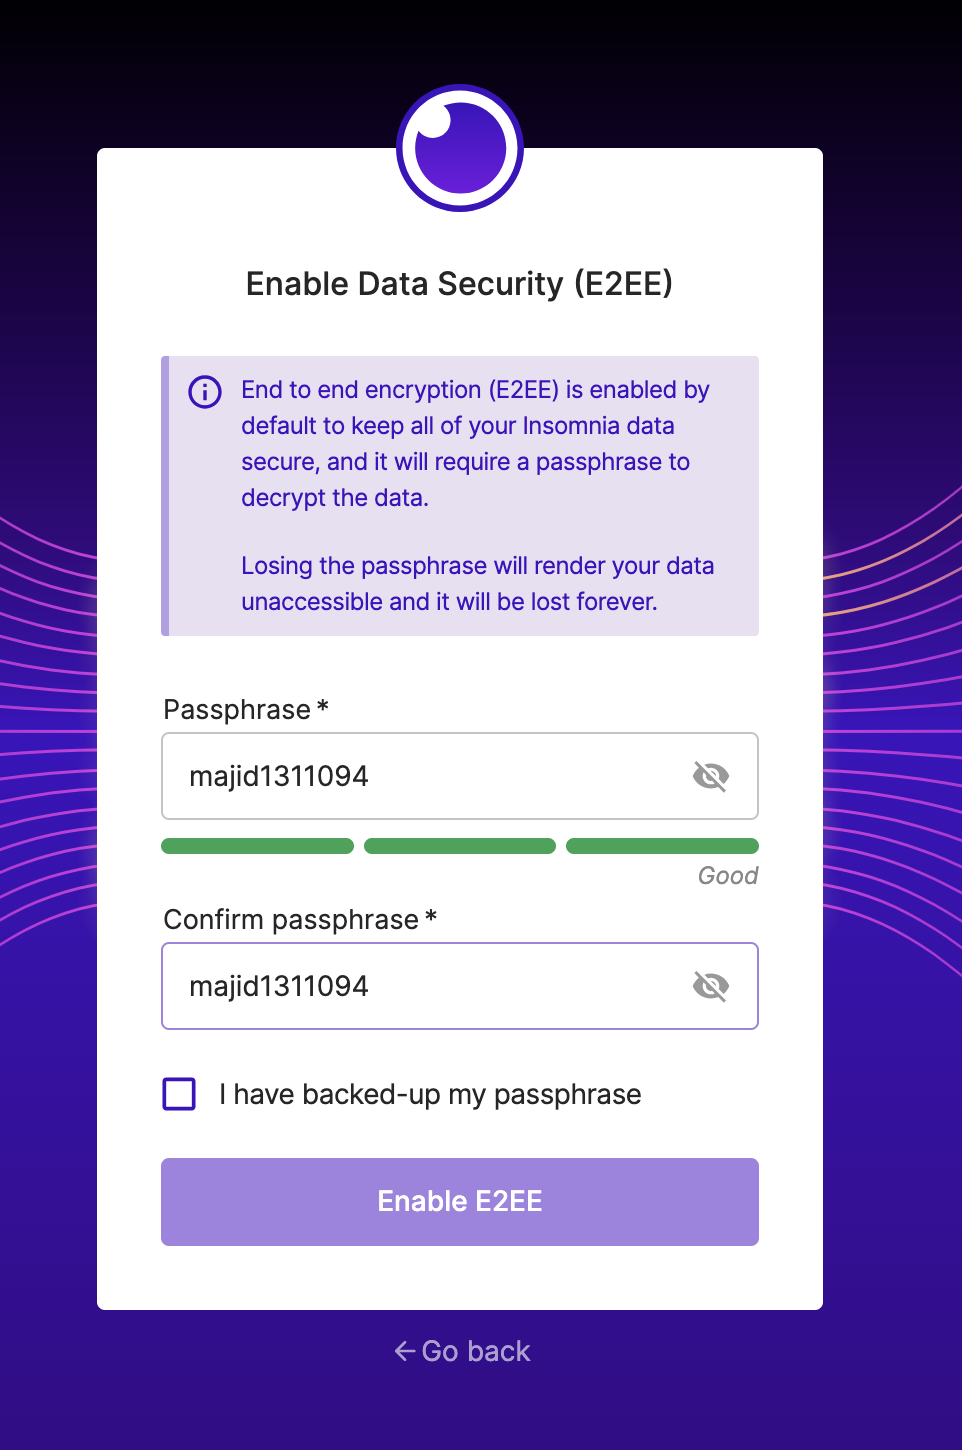 Enable Data Security (E2EE)
End to end encryption (E2EE) is enabled by
default to keep all of your Insomnia data
secure, and it will require a passphrase to
decrypt the data.
Losing the passphrase will render your data
unaccessible and it will be lost forever.
Passphrase *
majid1311094
Good
Confirm passphrase *
majid1311094
I have backed-up my passphrase
Enable E2EE
← Go back